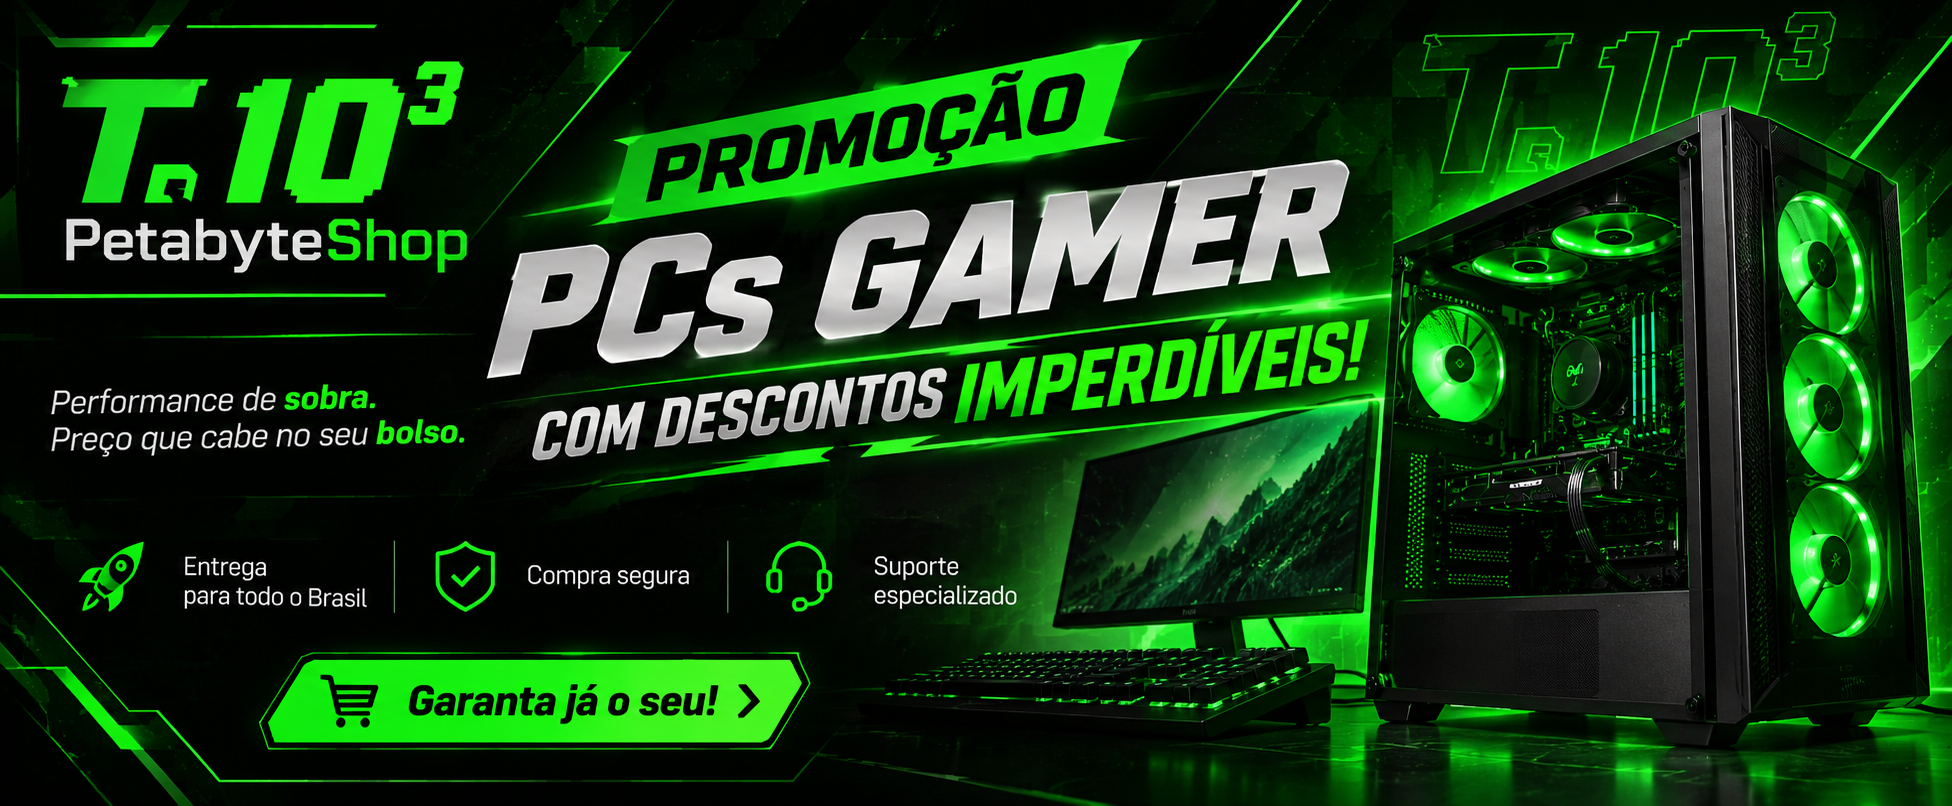 T.10³
PetabyteShop
Performance de sobra.
Preço que cabe no seu bolso.
PROMOÇÃO
PCs GAMER
COM DESCONTOS IMPERDÍVEIS!
Entrega
para todo o Brasil
Compra segura
Suporte
especializado
Garanta já o seu!
T.10³